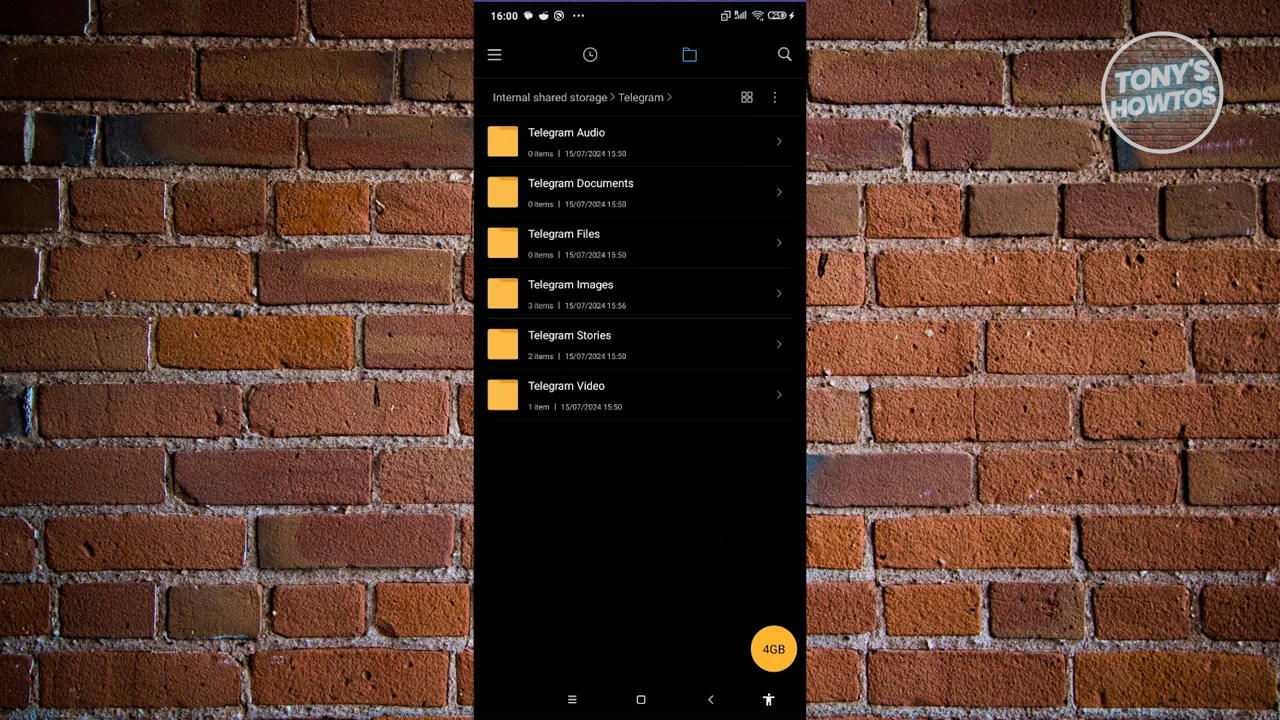 16:00
TONY'S
HOWTOS
Internal shared storage > Telegram >
Telegram Audio
0 items | 15/07/2024 15:50
Telegram Documents
0 items | 15/07/2024 15:50
Telegram Files
0 items | 15/07/2024 15:50
Telegram Images
3 items | 15/07/2024 15:56
Telegram Stories
2 items | 15/07/2024 15:50
Telegram Video
1 item | 15/07/2024 15:50
4GB